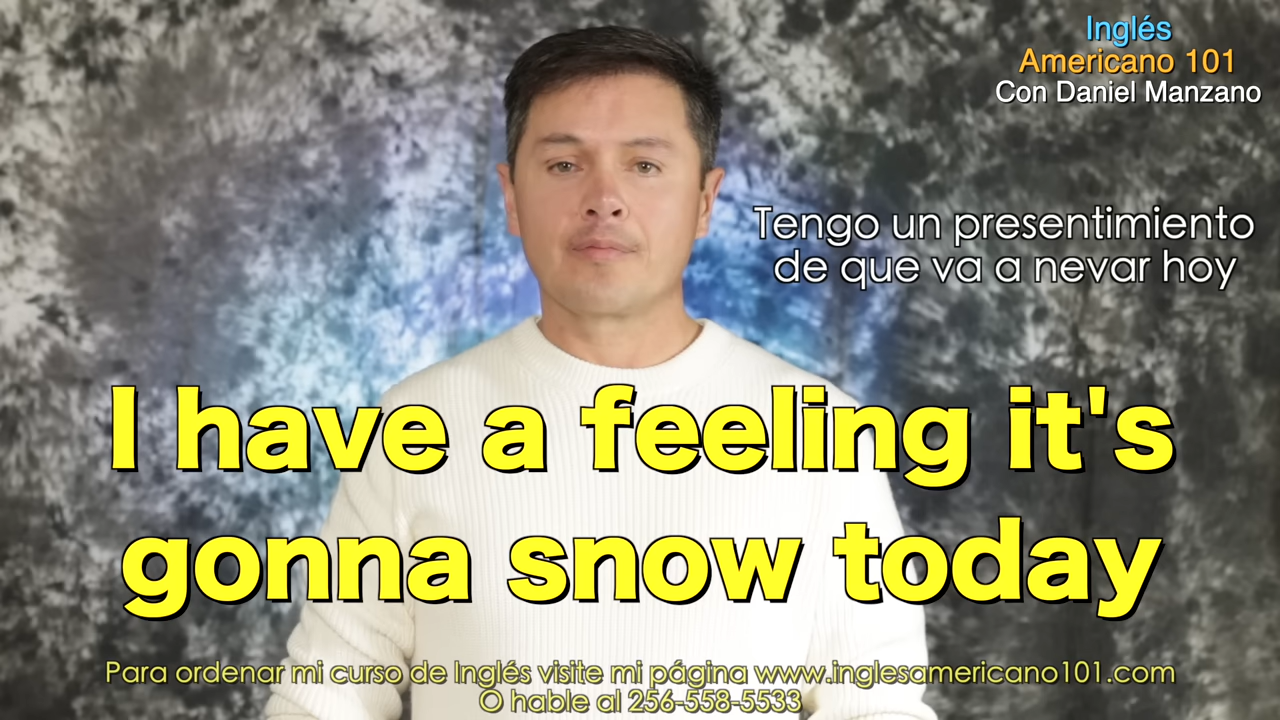 Inglés
Americano 101
Con Daniel Manzano
Tengo un presentimiento
de que va a nevar hoy
I have a feeling it's
gonna snow today
Para ordenar mi curso de Inglés visite mi página www.inglesamericano101.com
O hable al 256-558-5533